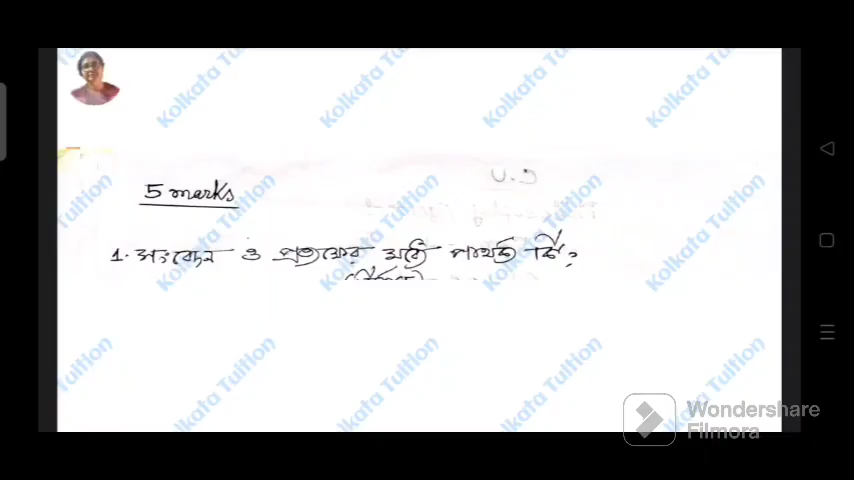 5 marks
1. সংবেদন ও প্রত্যক্ষের মধ্যে পার্থক্য কি?
Kolkata Tuition
Wondershare
Filmora